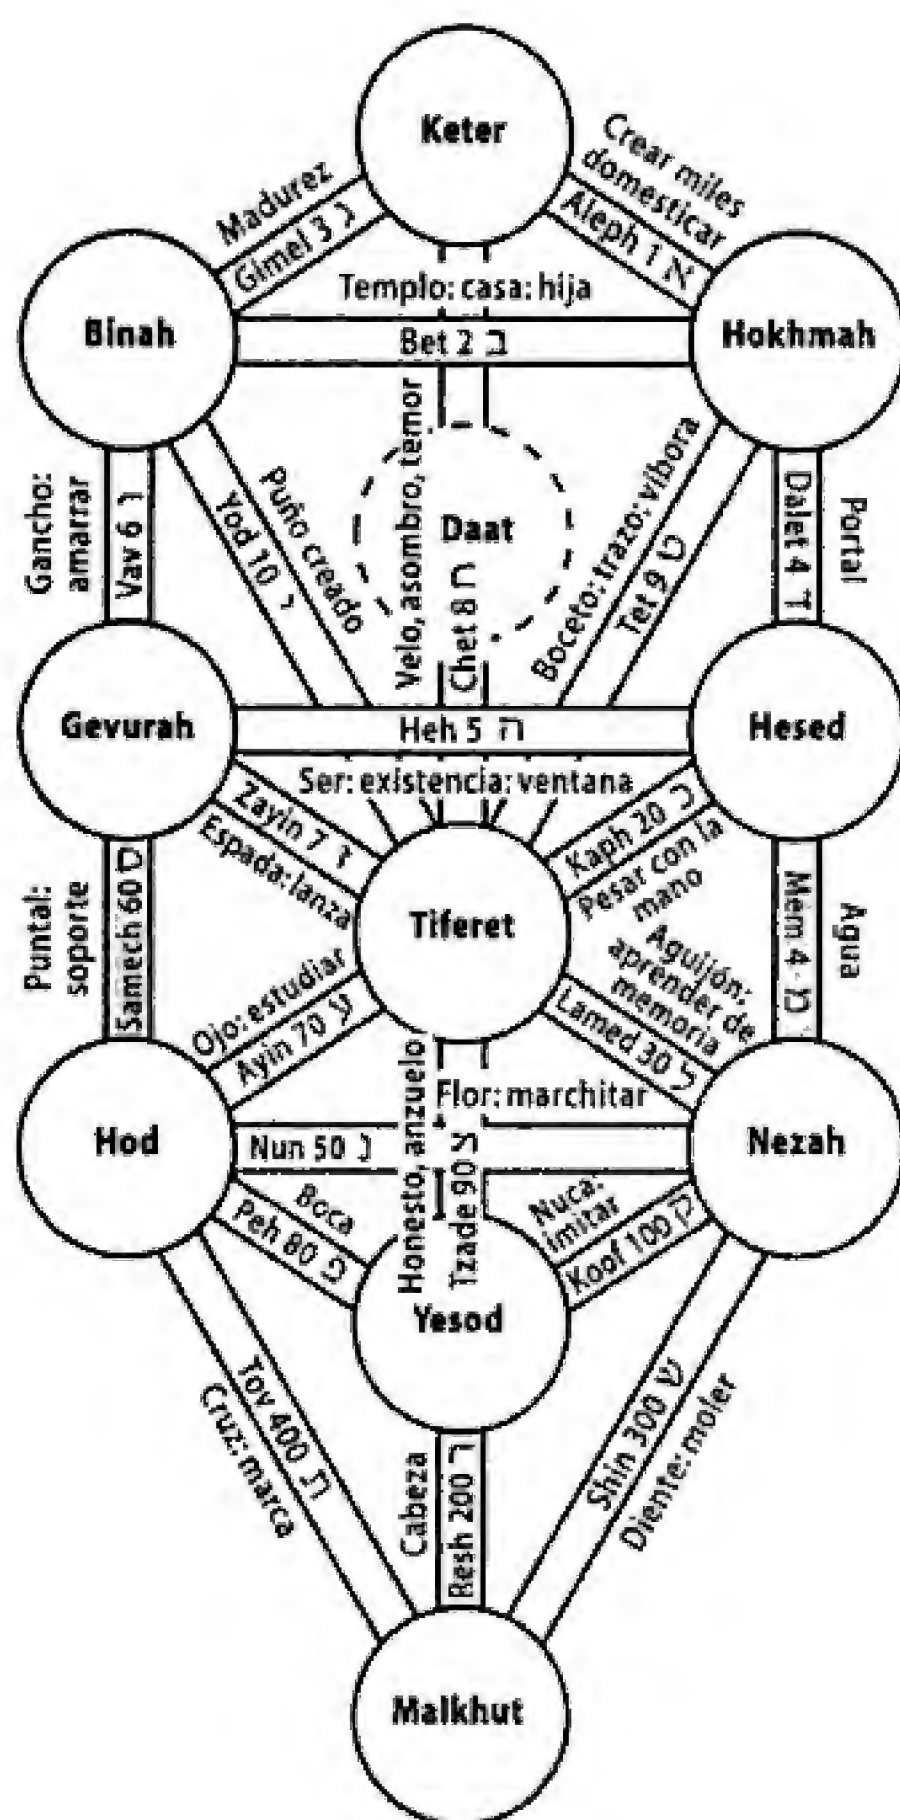 Keter
Crear miles
domesticar
Aleph 1 א
Madurez
Gimel 3 ג
Templo: casa: hija
Binah
Bet 2 ב
Hokhmah
Gancho:
amarrar
Vav 6 ו
Yod 10 י
Puño creado
Velo, asombro, temor
Daat
Chet 8 ח
Boceto: trazo: vibora
Tet 9 ט
Dalet 4 ד
Portal
Gevurah
Heh 5 ה
Hesed
Ser: existencia: ventana
Zayin 7 ז
Espada: lanza
Kaph 20 כ
Pesar con la
mano
Puntal:
soporte
Samech 60 ס
Tiferet
Mem 4 - מ
Agua
Ojo: estudiar
Ayin 70 ע
Aguijón;
aprender de
memoria
Lamed 30 ל
Flor: marchitar
Hod
Nun 50 נ
Honesto, anzuelo
Tzade 90 צ
Nezah
Boca
Peh 80 פ
Nuca:
imitar
Koof 100 ק
Yesod
Tov 400 ת
Cruz: marca
Cabeza
Resh 200 ר
Shin 300 ש
Diente: moler
Malkhut